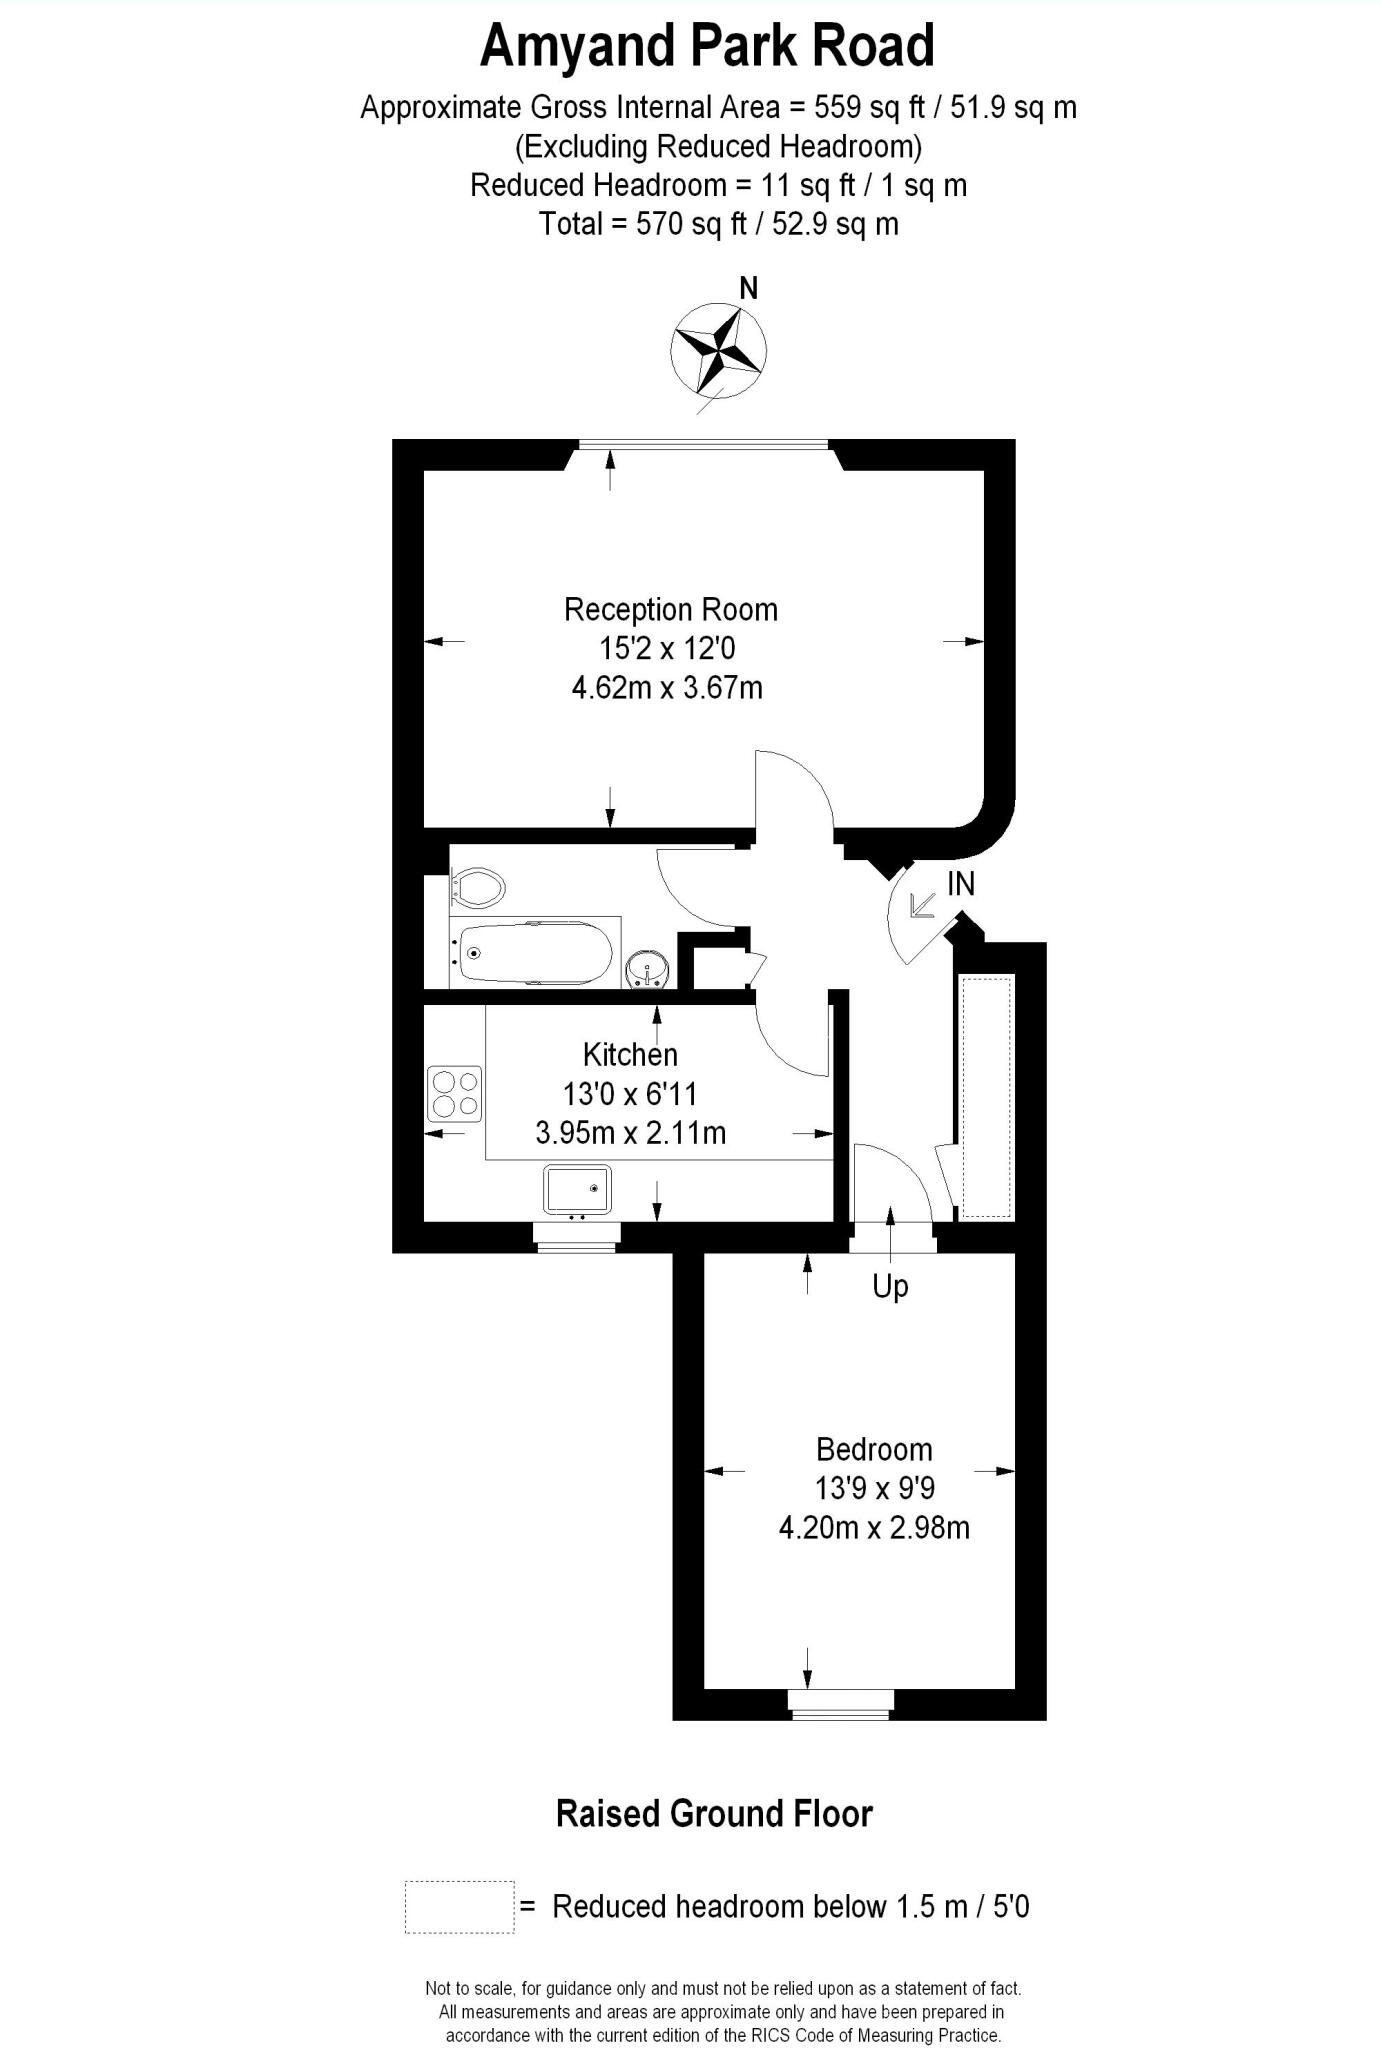 Amyand Park Road
Approximate Gross Internal Area = 559 sq ft / 51.9 sq m
(Excluding Reduced Headroom)
Reduced Headroom = 11 sq ft / 1 sq m
Total = 570 sq ft / 52.9 sq m
N
Reception Room
15'2 x 12'0
4.62m x 3.67m
IN
Kitchen
13'0 x 6'11
3.95m x 2.11m
Up
Bedroom
13'9 x 9'9
4.20m x 2.98m
Raised Ground Floor
= Reduced headroom below 1.5 m / 5'0
Not to scale, for guidance only and must not be relied upon as a statement of fact.
All measurements and areas are approximate only and have been prepared in
accordance with the current edition of the RICS Code of Measuring Practice.